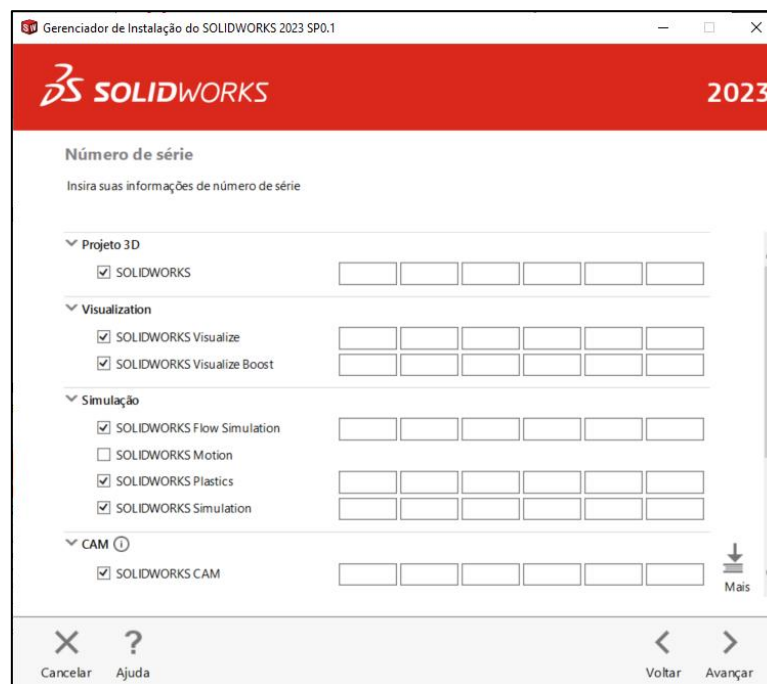 Gerenciador de Instalação do SOLIDWORKS 2023 SP0.1
SOLIDWORKS
2023
Número de série
Insira suas informações de número de série
Projeto 3D
SOLIDWORKS
Visualization
SOLIDWORKS Visualize
SOLIDWORKS Visualize Boost
Simulação
SOLIDWORKS Flow Simulation
SOLIDWORKS Motion
SOLIDWORKS Plastics
SOLIDWORKS Simulation
CAM
SOLIDWORKS CAM
Mais
Cancelar
Ajuda
Voltar
Avançar